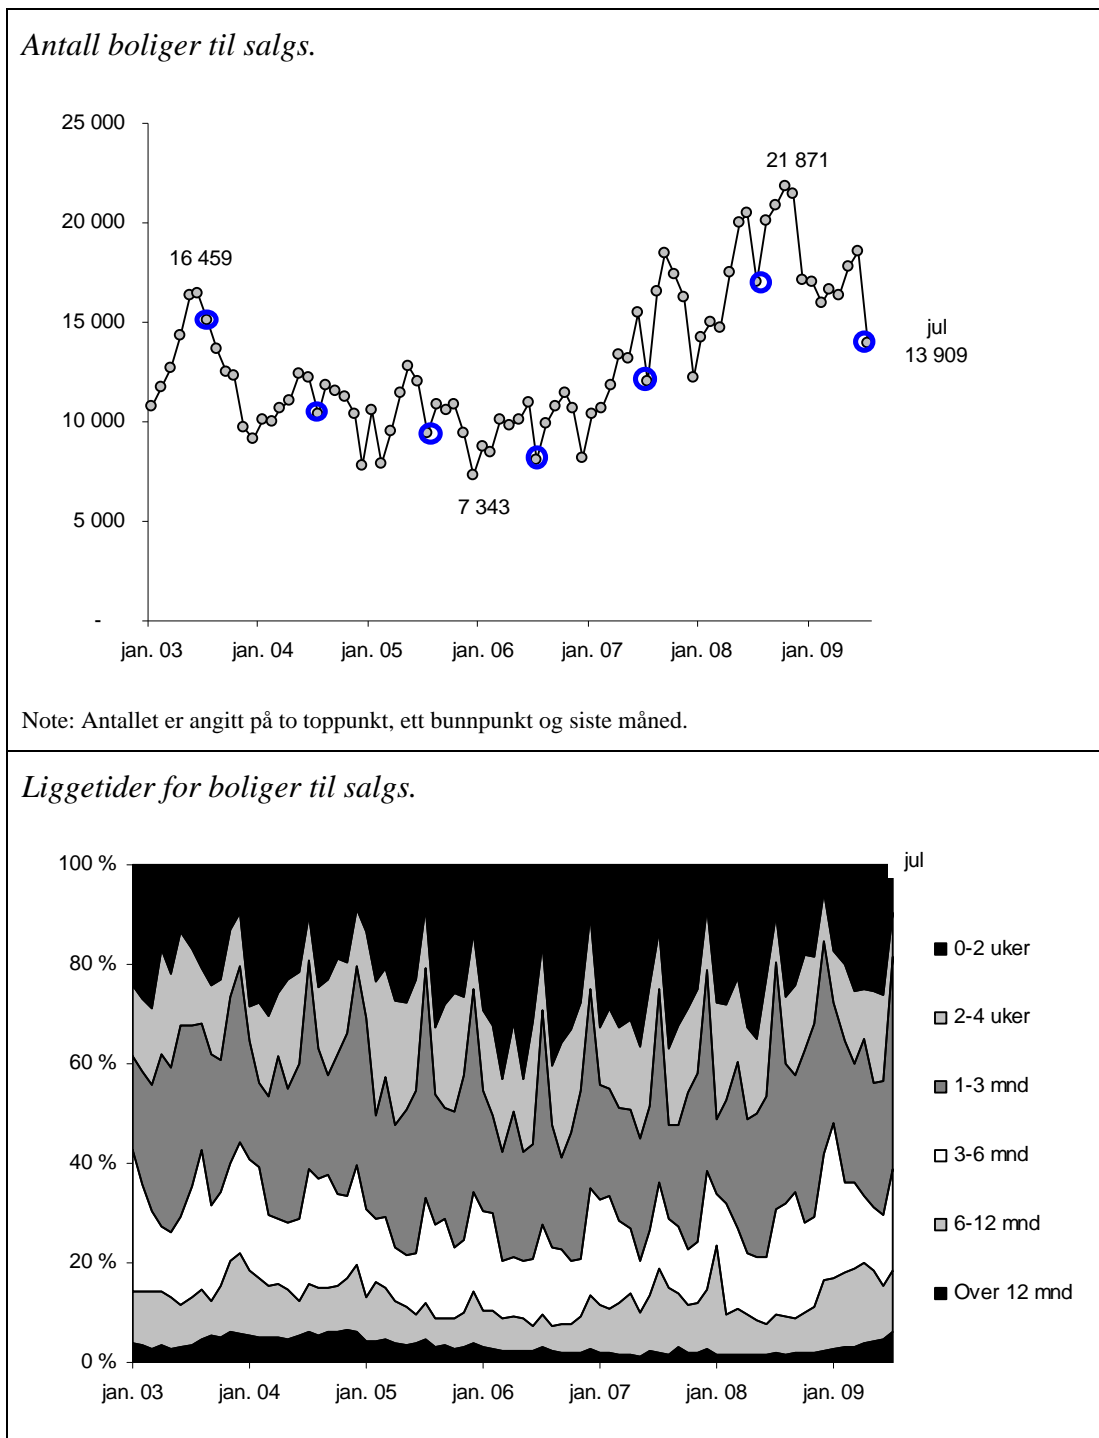 Antall boliger til salgs.
25 000
20 000
15 000
10 000
5 000
-
21 871
16 459
jul
13 909
7 343
jan. 03
jan. 04
jan. 05
jan. 06
jan. 07
jan. 08
jan. 09
Note: Antallet er angitt på to toppunkt, ett bunnpunkt og siste måned.
Liggetider for boliger til salgs.
100 %
80 %
60 %
40 %
20 %
0 %
jul
0-2 uker
2-4 uker
1-3 mnd
3-6 mnd
6-12 mnd
Over 12 mnd
jan. 03
jan. 04
jan. 05
jan. 06
jan. 07
jan. 08
jan. 09